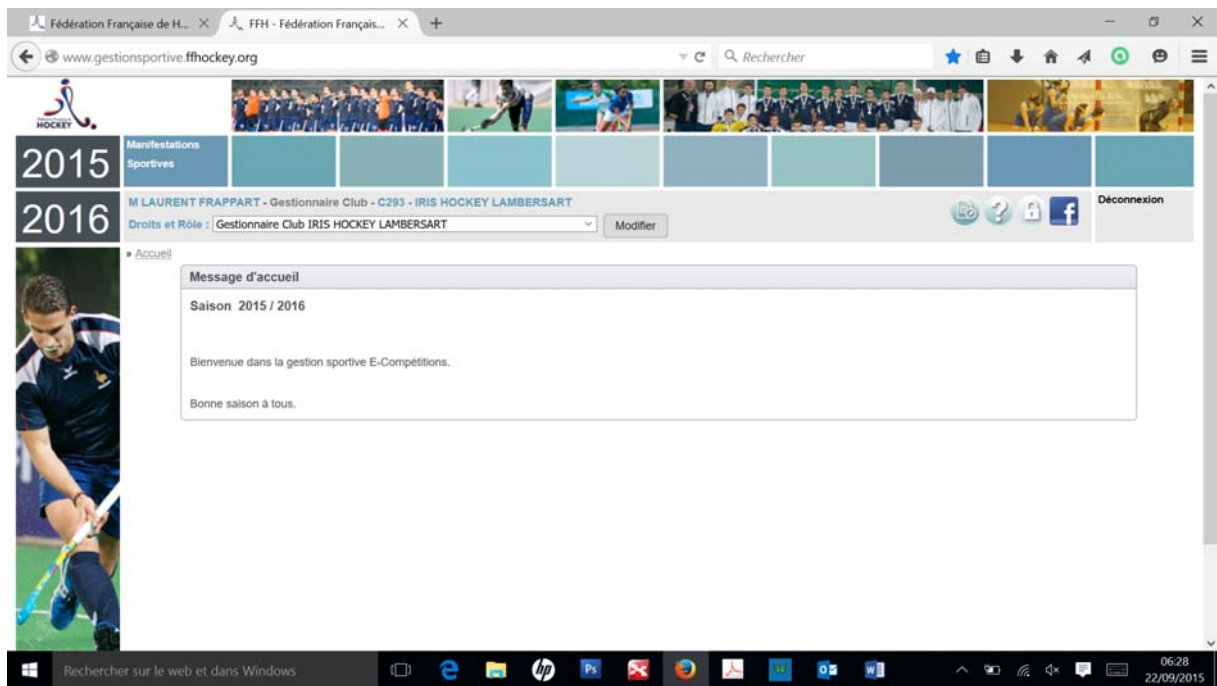 Fédération Française de H...
FFH - Fédération Français...
www.gestionsportive.ffhockey.org
Rechercher
HOCKEY
2015
Manifestations
Sportives
2016
M LAURENT FRAPPART - Gestionnaire Club - C293 - IRIS HOCKEY LAMBERSART
Droits et Rôle : Gestionnaire Club IRIS HOCKEY LAMBERSART
Modifier
Déconnexion
» Accueil
Message d'accueil
Saison 2015 / 2016
Bienvenue dans la gestion sportive E-Compétitions.
Bonne saison à tous.
Rechercher sur le web et dans Windows
06:28
22/09/2015